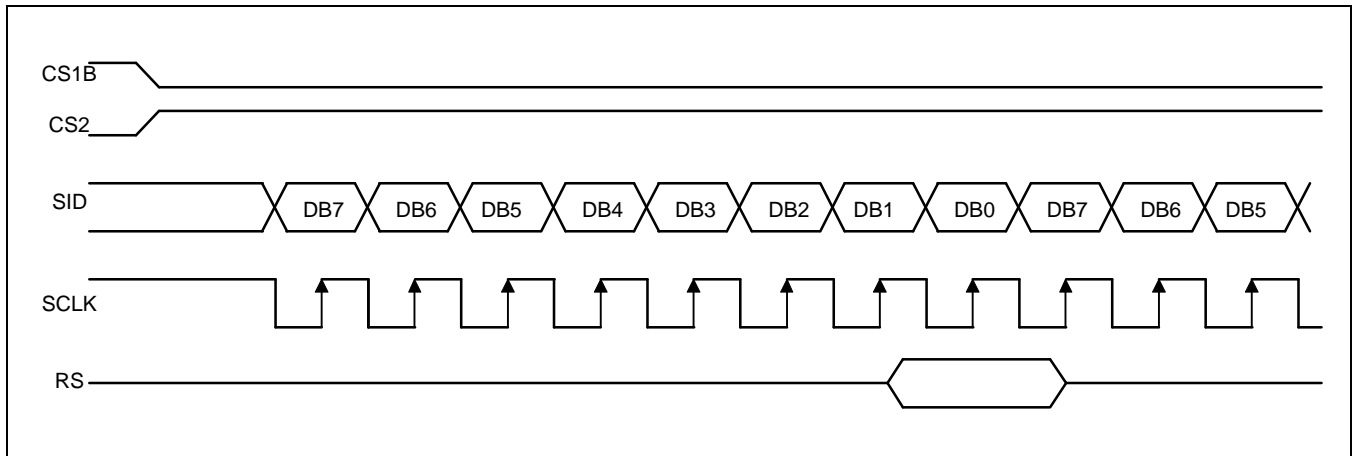 CS1B
CS2
SID DB7 DB6 DB5 DB4 DB3 DB2 DB1 DB0 DB7 DB6 DB5
SCLK
RS